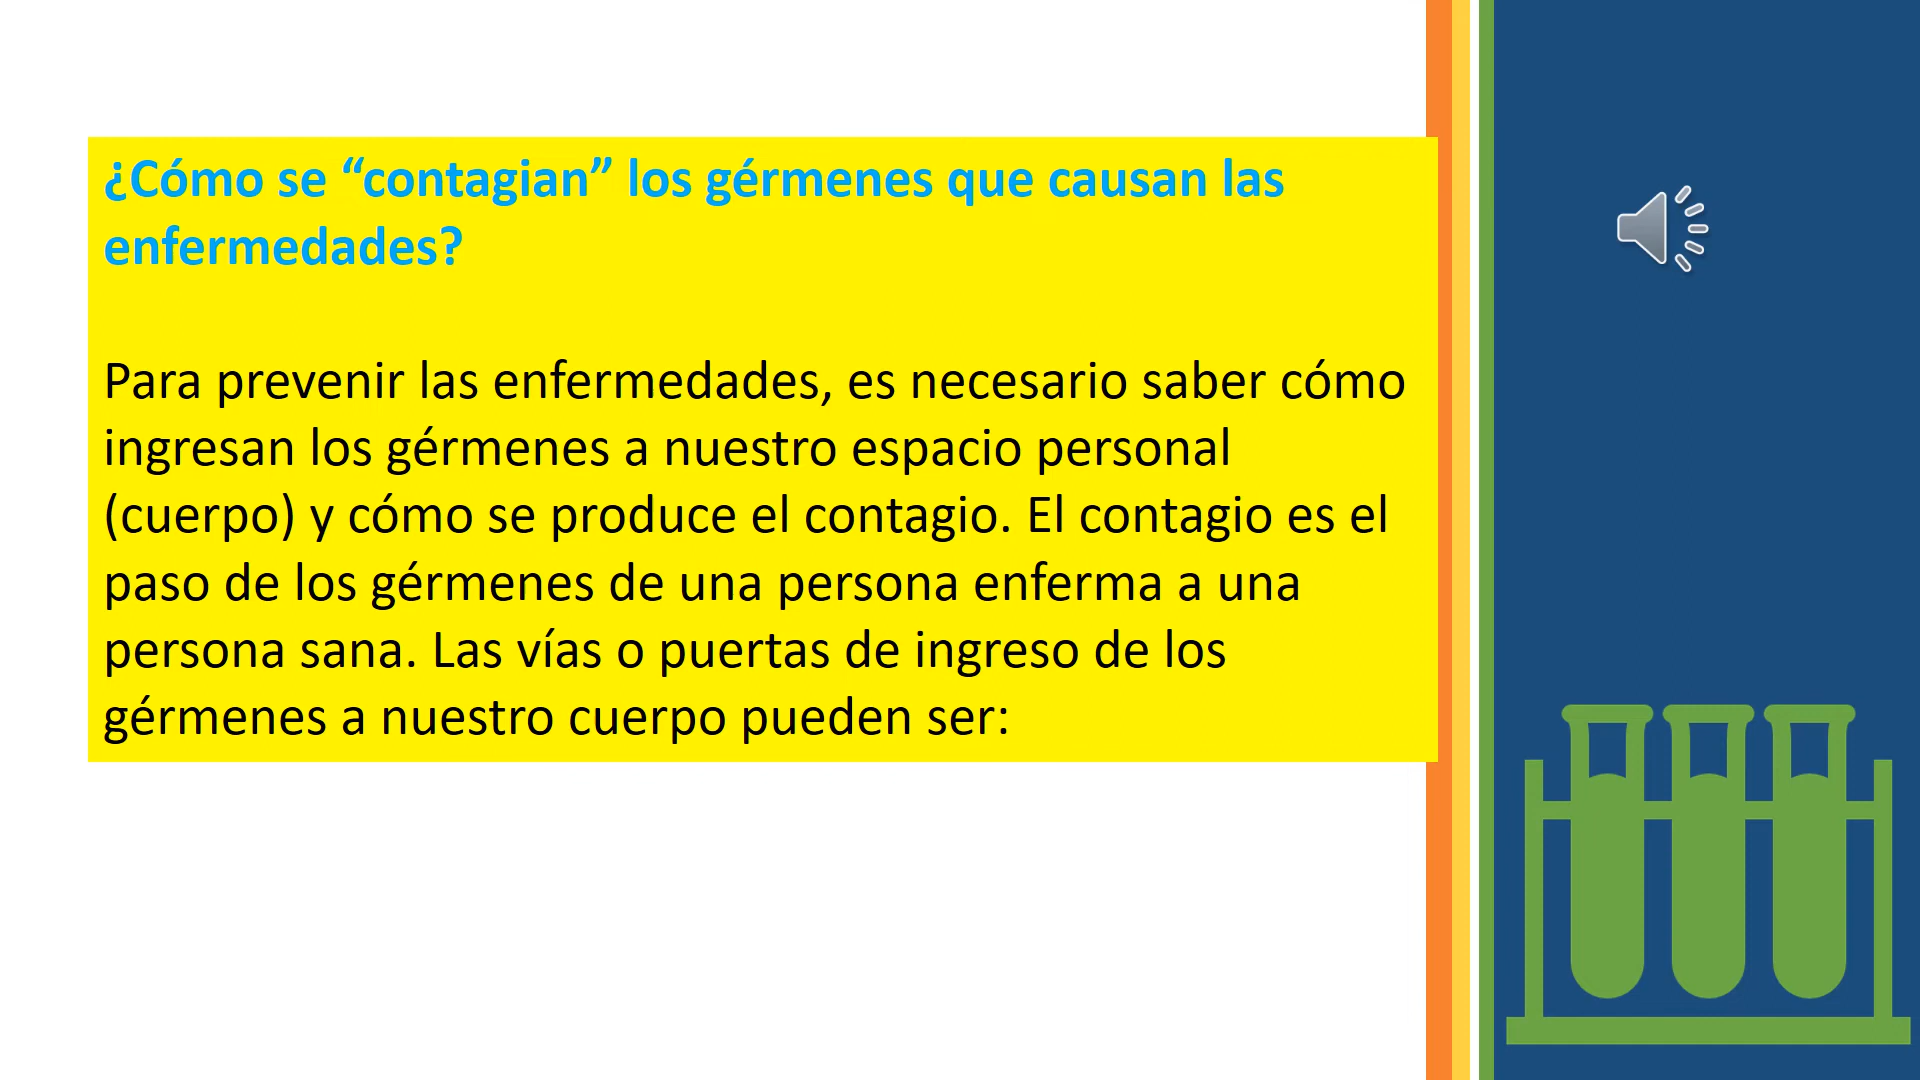 ¿Cómo se “contagian” los gérmenes que causan las
enfermedades?
Para prevenir las enfermedades, es necesario saber cómo
ingresan los gérmenes a nuestro espacio personal
(cuerpo) y cómo se produce el contagio. El contagio es el
paso de los gérmenes de una persona enferma a una
persona sana. Las vías o puertas de ingreso de los
gérmenes a nuestro cuerpo pueden ser: